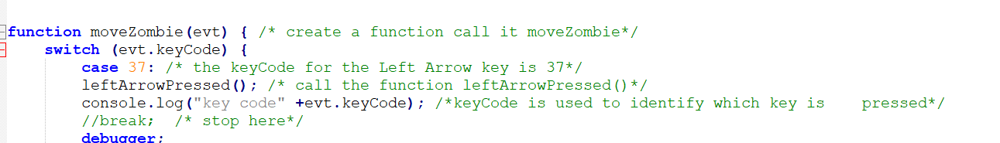 function moveZombie(evt) { /* create a function call it moveZombie*/
switch (evt.keyCode) {
case 37: /* the keyCode for the Left Arrow key is 37*/
leftArrowPressed(); /* call the function leftArrowPressed()*/
console.log("key code" +evt.keyCode); /*keyCode is used to identify which key is    pressed*/
//break;  /* stop here*/
debugger;